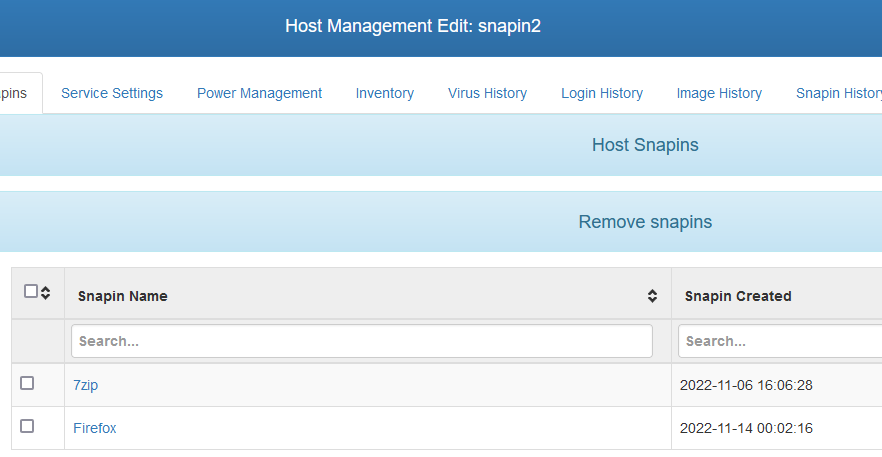 Host Management Edit: snapin2
pins Service Settings Power Management Inventory Virus History Login History Image History Snapin History
Host Snapins
Remove snapins
Snapin Name Snapin Created
Search... Search...
7zip 2022-11-06 16:06:28
Firefox 2022-11-14 00:02:16